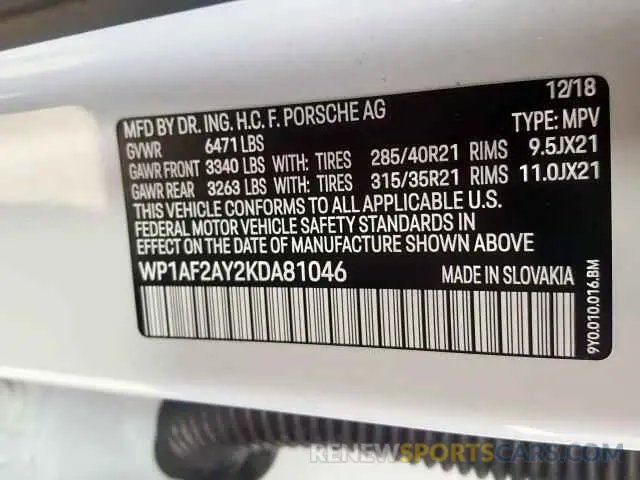 12/18
MFD BY DR. ING. H.C. F. PORSCHE AG
GVWR 6471 LBS TYPE: MPV
GAWR FRONT 3340 LBS WITH: TIRES 285/40R21 RIMS 9.5JX21
GAWR REAR 3263 LBS WITH: TIRES 315/35R21 RIMS 11.0JX21
THIS VEHICLE CONFORMS TO ALL APPLICABLE U.S.
FEDERAL MOTOR VEHICLE SAFETY STANDARDS IN
EFFECT ON THE DATE OF MANUFACTURE SHOWN ABOVE
WP1AF2AY2KDA81046 MADE IN SLOVAKIA
9Y0.010.016.BM
RENEWSPORTSCARS.COM